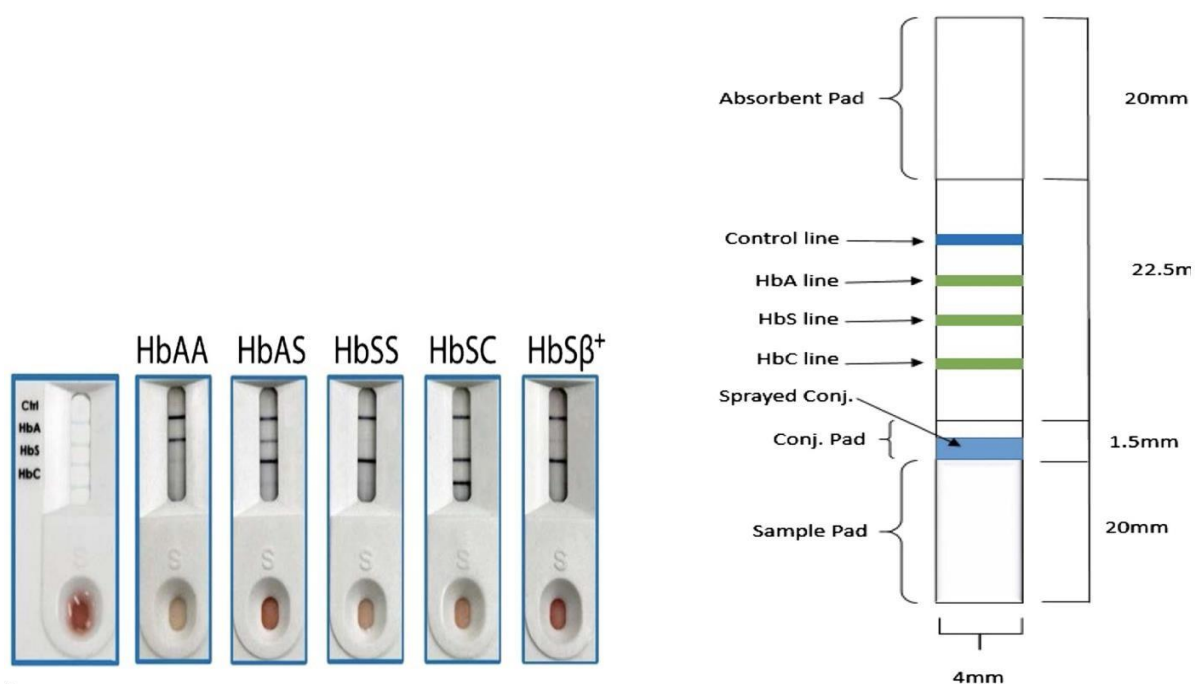 HbAA
HbAS
HbSS
HbSC
HbSβ⁺
Ctrl
HbA
HbS
HbC
S
S
S
S
S
S
Absorbent Pad
20mm
Control line
HbA line
HbS line
HbC line
22.5m
Sprayed Conj.
Conj. Pad
1.5mm
Sample Pad
20mm
4mm